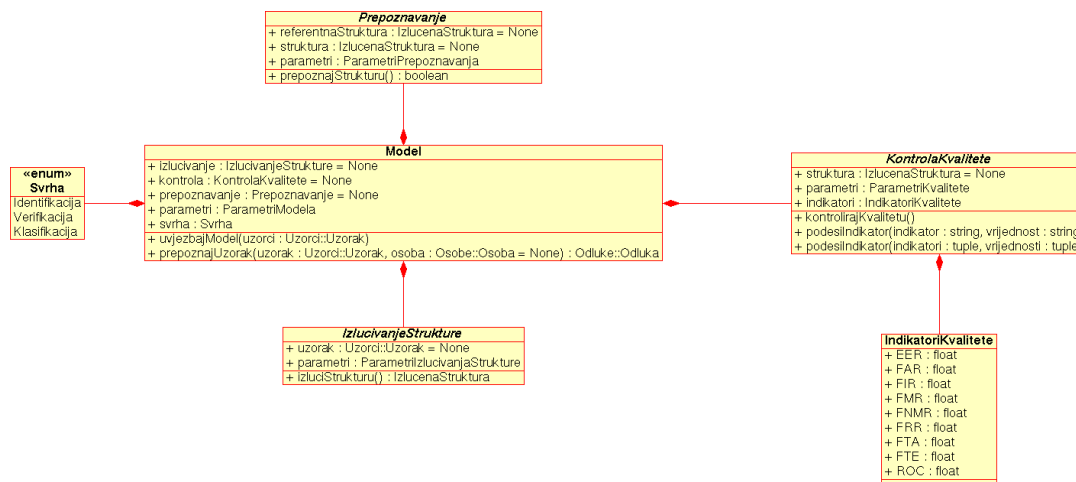 Prepoznavanje
+ referentnaStruktura : IzlucenaStruktura = None
+ struktura : IzlucenaStruktura = None
+ parametri : ParametriPrepoznavanja
+ prepoznajStrukturu() : boolean
«enum»
Svrha
Identifikacija
Verifikacija
Klasifikacija
Model
+ izlucivanje : IzlucivanjeStrukture = None
+ kontrola : KontrolaKvalitete = None
+ prepoznavanje : Prepoznavanje = None
+ parametri : ParametriModela
+ svrha : Svrha
+ uvjezbajModel(uzorci : Uzorci::Uzorak)
+ prepoznajUzorak(uzorak : Uzorci::Uzorak, osoba : Osobe::Osoba = None) : Odluke::Odluka
KontrolaKvalitete
+ struktura : IzlucenaStruktura = None
+ parametri : ParametriKvalitete
+ indikatori : IndikatoriKvalitete
+ kontrolirajKvalitetu()
+ podesiIndikator(indikator : string, vrijednost : string
+ podesiIndikator(indikatori : tuple, vrijednosti : tuple
IzlucivanjeStrukture
+ uzorak : Uzorci::Uzorak = None
+ parametri : ParametriIzlucivanjaStrukture
+ izluciStrukturu() : IzlucenaStruktura
IndikatoriKvalitete
+ EER : float
+ FAR : float
+ FIR : float
+ FMR : float
+ FNMR : float
+ FRR : float
+ FTA : float
+ FTE : float
+ ROC : float